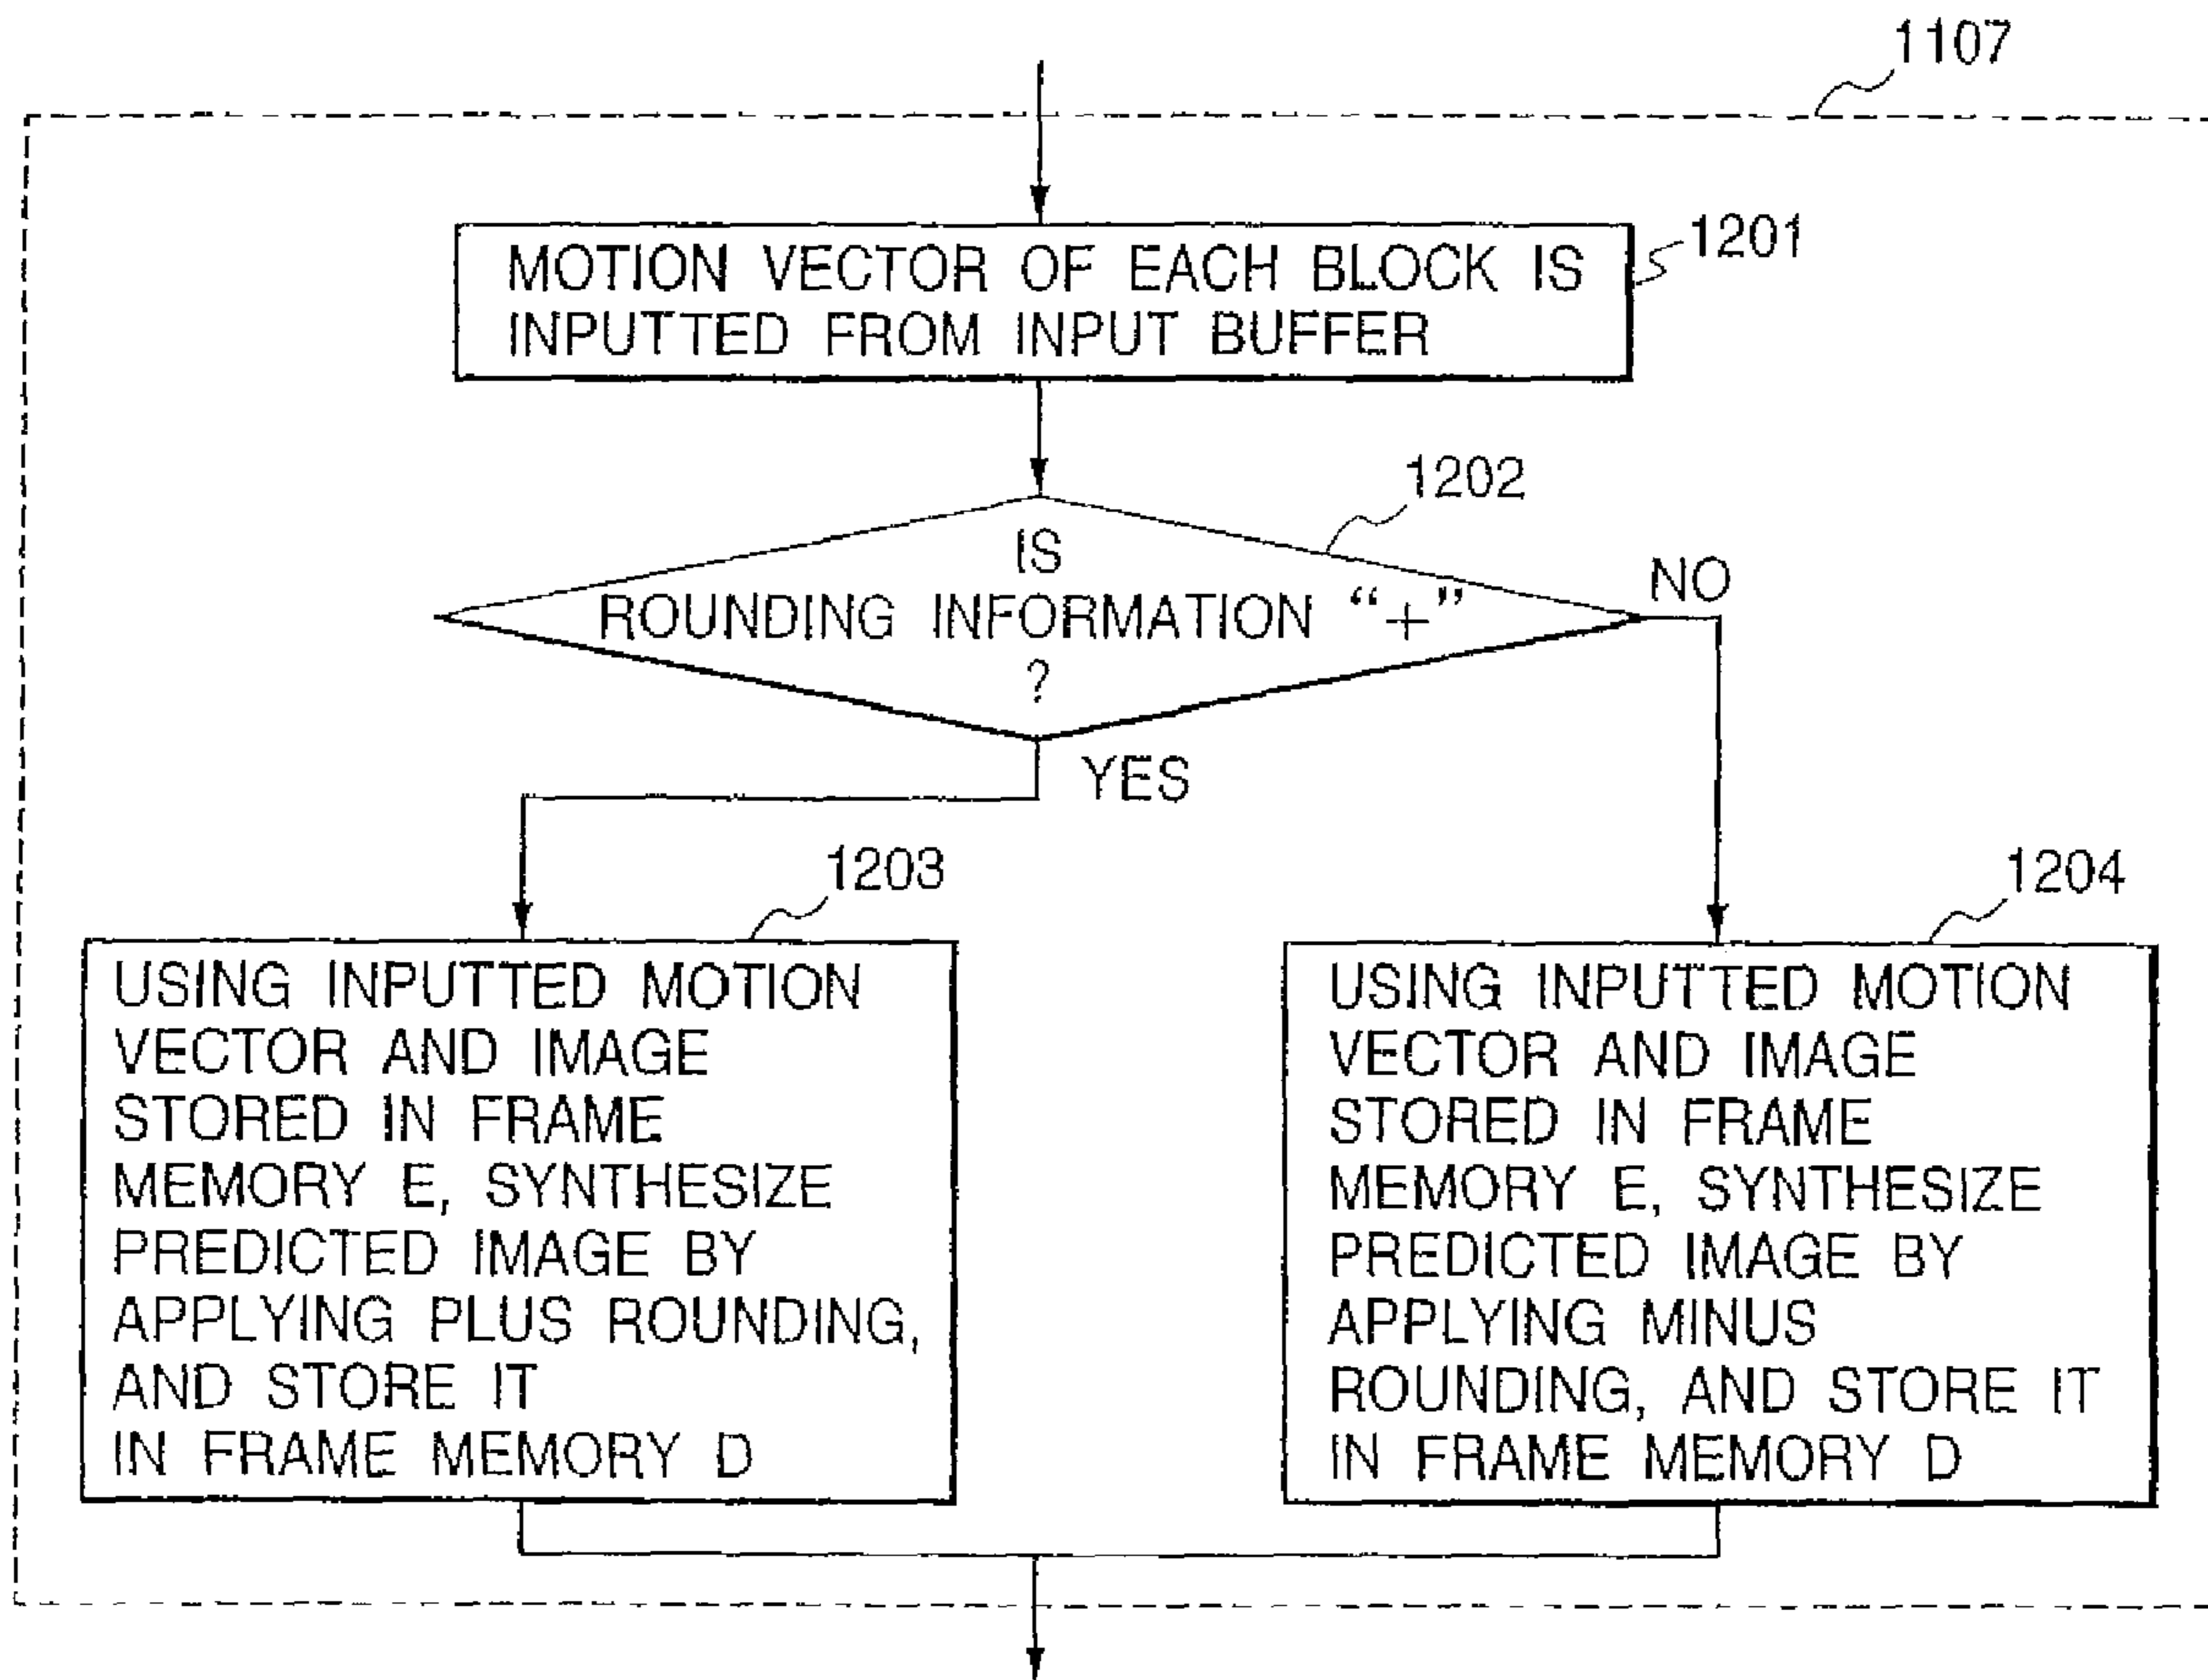 1107
MOTION VECTOR OF EACH BLOCK IS
INPUTTED FROM INPUT BUFFER
1201
1202
IS
ROUNDING INFORMATION “+”
?
NO
YES
1203
USING INPUTTED MOTION
VECTOR AND IMAGE
STORED IN FRAME
MEMORY E, SYNTHESIZE
PREDICTED IMAGE BY
APPLYING PLUS ROUNDING,
AND STORE IT
IN FRAME MEMORY D
1204
USING INPUTTED MOTION
VECTOR AND IMAGE
STORED IN FRAME
MEMORY E, SYNTHESIZE
PREDICTED IMAGE BY
APPLYING MINUS
ROUNDING, AND STORE IT
IN FRAME MEMORY D